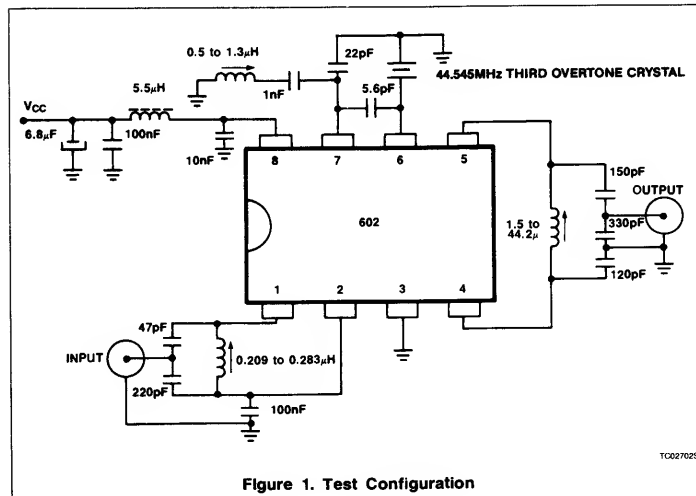 0.5 to 1.3μH
22pF
44.545MHz THIRD OVERTONE CRYSTAL
5.5μH
1nF
5.6pF
VCC
6.8μF
100nF
10nF
8
7
6
5
150pF
OUTPUT
602
1.5 to
44.2μ
330pF
120pF
1
2
3
4
47pF
INPUT
0.209 to 0.283μH
220pF
100nF
TC02702S
Figure 1. Test Configuration